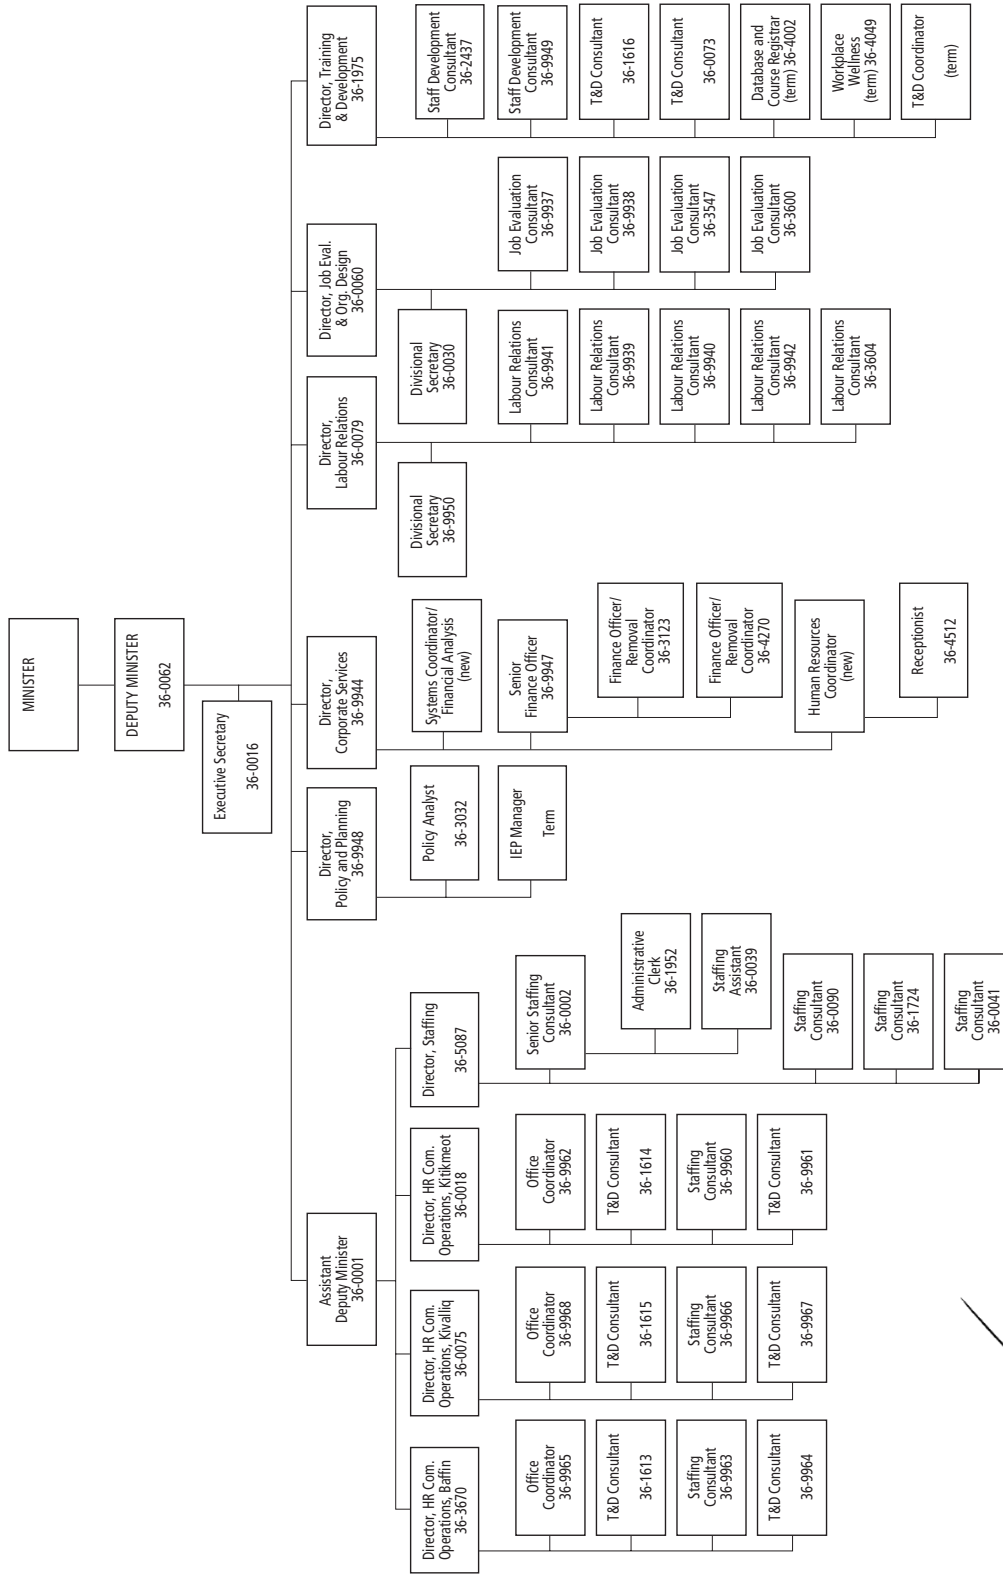 MINISTER
DEPUTY MINISTER
36-0062
Executive Secretary
36-0016
Assistant
Deputy Minister
36-0001
Director,
Policy and Planning
36-9948
Director,
Corporate Services
36-9944
Director,
Labour Relations
36-0079
Director, Job Eval.
& Org. Design
36-0060
Director, Training
& Development
36-1975
Director, HR Com.
Operations, Baffin
36-3670
Director, HR Com.
Operations, Kivalliq
36-0075
Director, HR Com.
Operations, Kitikmeot
36-0018
Director, Staffing
36-5087
Office
Coordinator
36-9965
T&D Consultant
36-1613
Staffing
Consultant
36-9963
T&D Consultant
36-9964
Office
Coordinator
36-9968
T&D Consultant
36-1615
Staffing
Consultant
36-9966
T&D Consultant
36-9967
Office
Coordinator
36-9962
T&D Consultant
36-1614
Staffing
Consultant
36-9960
T&D Consultant
36-9961
Senior Staffing
Consultant
36-0002
Administrative
Clerk
36-1952
Staffing
Assistant
36-0039
Staffing
Consultant
36-0090
Staffing
Consultant
36-1724
Staffing
Consultant
36-0041
Policy Analyst
36-3032
IEP Manager
Term
Systems Coordinator/
Financial Analysis
(new)
Senior
Finance Officer
36-9947
Finance Officer/
Removal
Coordinator
36-3123
Finance Officer/
Removal
Coordinator
36-4270
Human Resources
Coordinator
(new)
Receptionist
36-4512
Divisional
Secretary
36-9950
Labour Relations
Consultant
36-9941
Labour Relations
Consultant
36-9939
Labour Relations
Consultant
36-9940
Labour Relations
Consultant
36-9942
Labour Relations
Consultant
36-3604
Divisional
Secretary
36-0030
Job Evaluation
Consultant
36-9937
Job Evaluation
Consultant
36-9938
Job Evaluation
Consultant
36-3547
Job Evaluation
Consultant
36-3600
Staff Development
Consultant
36-2437
Staff Development
Consultant
36-9949
T&D Consultant
36-1616
T&D Consultant
36-0073
Database and
Course Registrar
(term) 36-4002
Workplace
Wellness
(term) 36-4049
T&D Coordinator
(term)